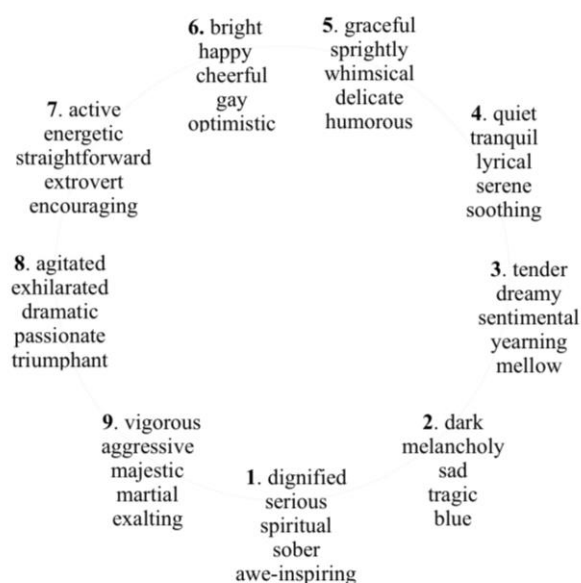 6. bright
happy
cheerful
gay
optimistic
5. graceful
sprightly
whimsical
delicate
humorous
7. active
energetic
straightforward
extrovert
encouraging
4. quiet
tranquil
lyrical
serene
soothing
8. agitated
exhilarated
dramatic
passionate
triumphant
3. tender
dreamy
sentimental
yearning
mellow
9. vigorous
aggressive
majestic
martial
exalting
2. dark
melancholy
sad
tragic
blue
1. dignified
serious
spiritual
sober
awe-inspiring